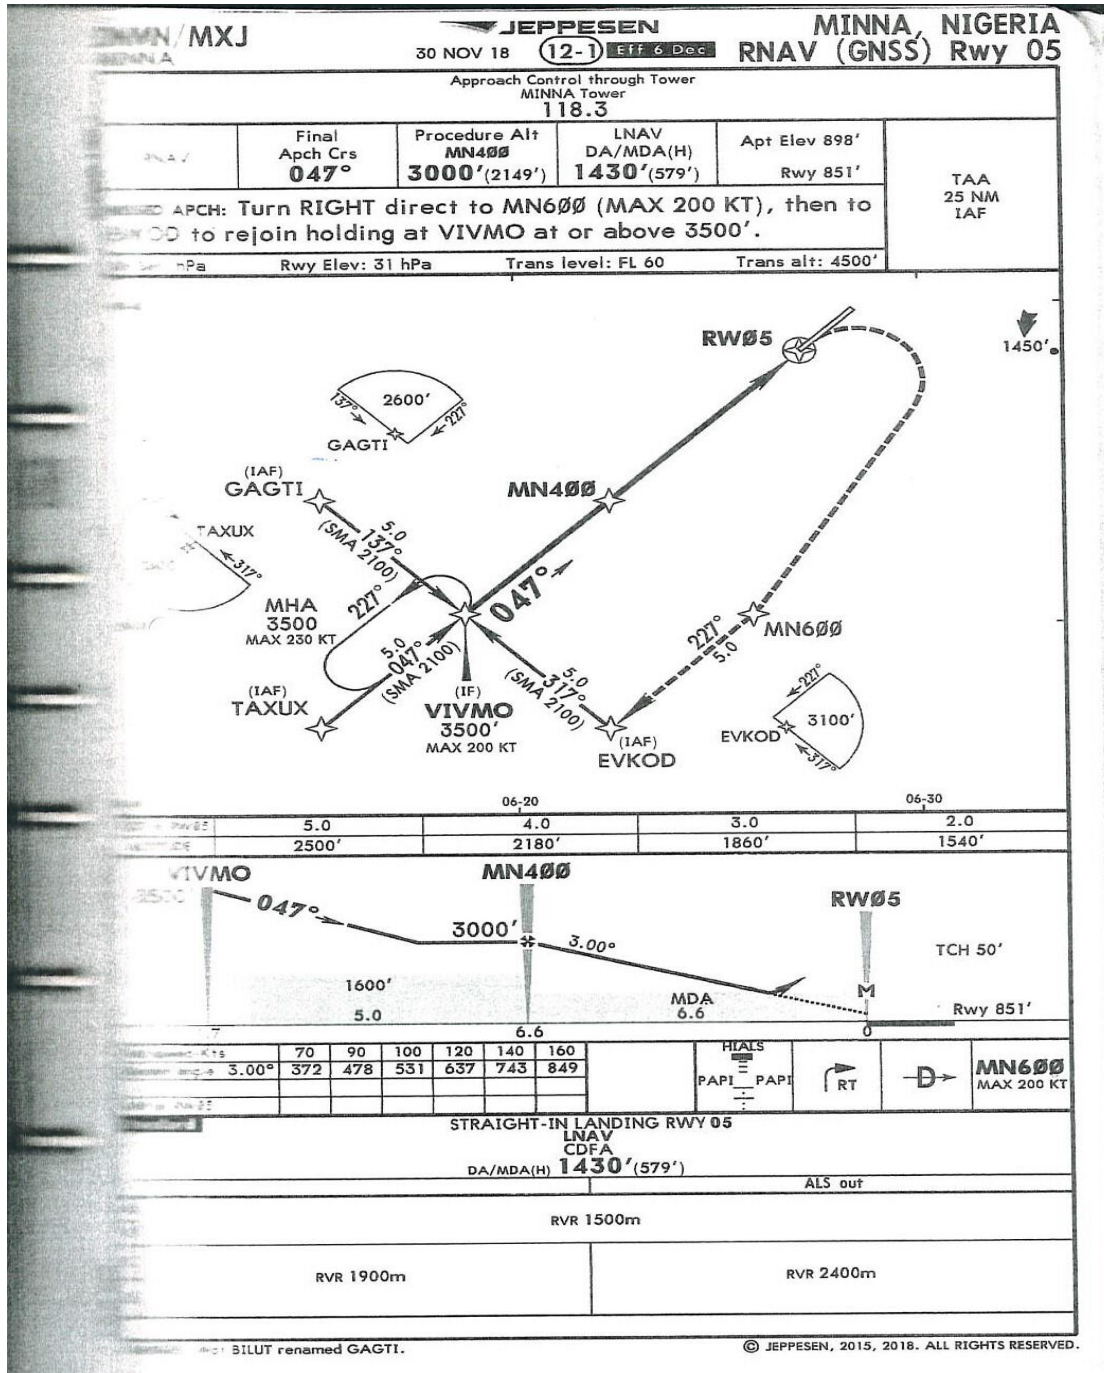 /MXJ
JEPPESEN
MINNA, NIGERIA
30 NOV 18 12-1 Eff 6 Dec
RNAV (GNSS) Rwy 05
Approach Control through Tower
MINNA Tower
118.3
Final Apch Crs 047°
Procedure Alt MN4ØØ 3000'(2149')
LNAV DA/MDA(H) 1430'(579')
Apt Elev 898'
Rwy 851'
TAA
25 NM
IAF
APCH: Turn RIGHT direct to MN6ØØ (MAX 200 KT), then to
to rejoin holding at VIVMO at or above 3500'.
hPa Rwy Elev: 31 hPa Trans level: FL 60 Trans alt: 4500'
RWØ5
1450'
2600'
137°
227°
GAGTI
(IAF)
GAGTI
MN4ØØ
5.0
137°
(SMA 2100)
TAXUX
317°
MHA
3500
MAX 230 KT
227°
047°
5.0
047°
(SMA 2100)
(IAF)
TAXUX
(IF)
VIVMO
3500'
MAX 200 KT
5.0
317°
(SMA 2100)
227°
5.0
MN6ØØ
(IAF)
EVKOD
227°
3100'
EVKOD
317°
06-20 06-30
5.0 4.0 3.0 2.0
2500' 2180' 1860' 1540'
VIVMO MN4ØØ
RWØ5
047°
3000'
3.00°
TCH 50'
1600'
MDA
M
5.0
6.6
Rwy 851'
7 6.6 0
Kts 70 90 100 120 140 160
3.00° 372 478 531 637 743 849
HIALS
PAPI PAPI
RT
D
MN6ØØ
MAX 200 KT
STRAIGHT-IN LANDING RWY 05
LNAV
CDFA
DA/MDA(H) 1430'(579')
ALS out
RVR 1500m
RVR 1900m RVR 2400m
BILUT renamed GAGTI.
© JEPPESEN, 2015, 2018. ALL RIGHTS RESERVED.